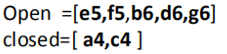 Open =[e5,f5,b6,d6,g6]
closed=[ a4,c4 ]